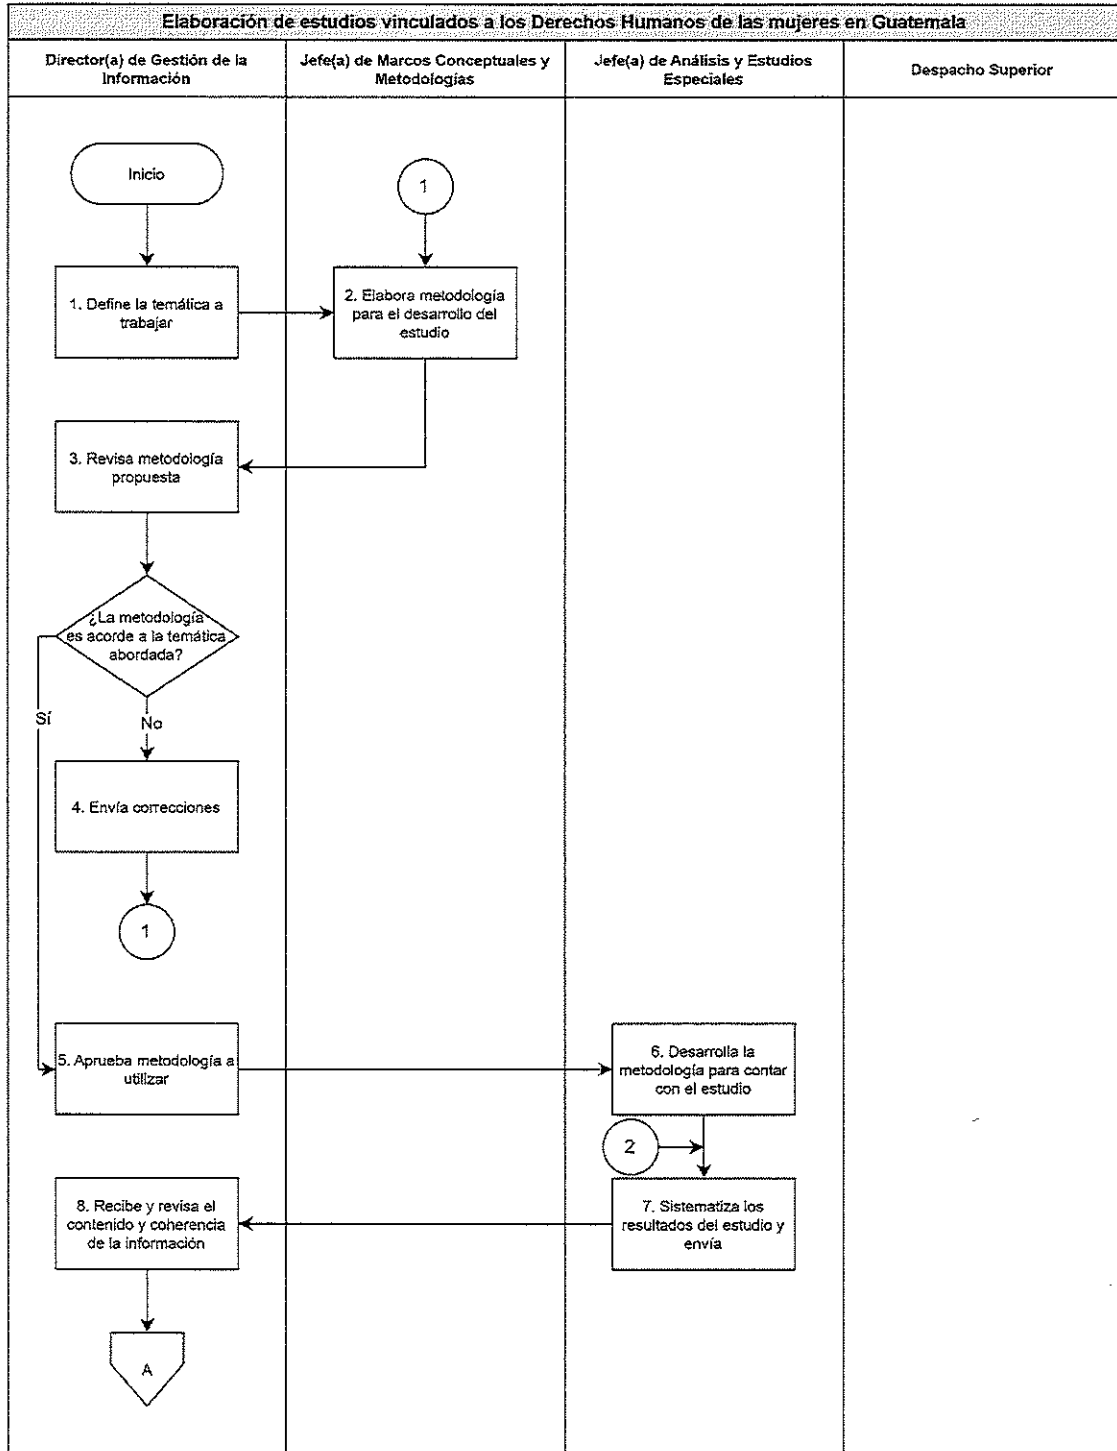 Elaboración de estudios vinculados a los Derechos Humanos de las mujeres en Guatemala
Director(a) de Gestión de la
Información
Jefe(a) de Marcos Conceptuales y
Metodologías
Jefe(a) de Análisis y Estudios
Especiales
Despacho Superior
Inicio
1
1. Define la temática a
trabajar
2. Elabora metodología
para el desarrollo del
estudio
3. Revisa metodología
propuesta
¿La metodología
es acorde a la temática
abordada?
Sí
No
4. Envía correcciones
1
5. Aprueba metodología a
utilizar
6. Desarrolla la
metodología para contar
con el estudio
2
8. Recibe y revisa el
contenido y coherencia
de la información
7. Sistematiza los
resultados del estudio y
envía
A